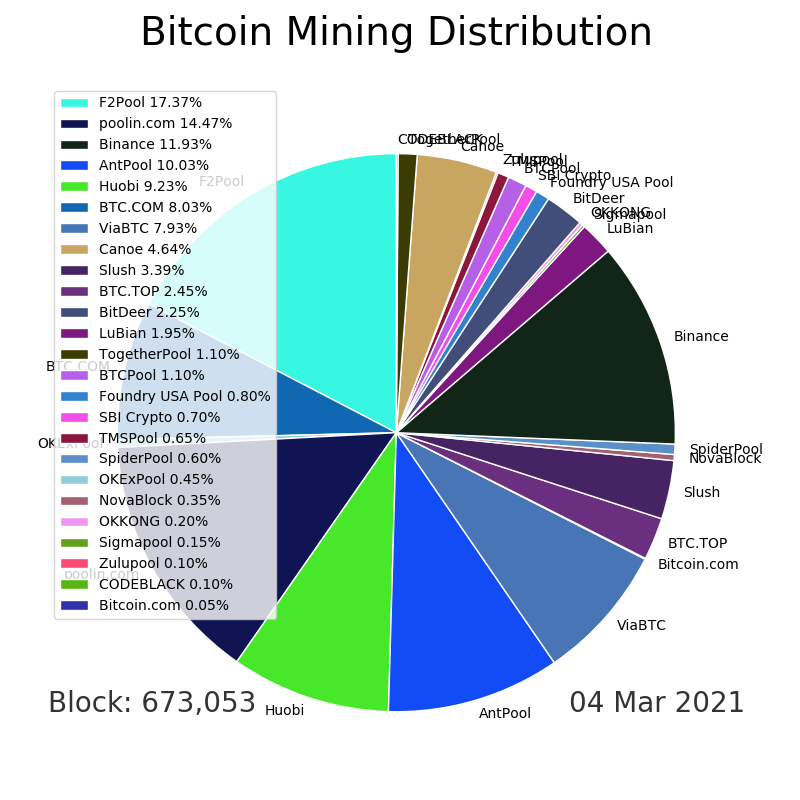 Bitcoin Mining Distribution
F2Pool 17.37%
poolin.com 14.47%
Binance 11.93%
AntPool 10.03%
Huobi 9.23%
BTC.COM 8.03%
ViaBTC 7.93%
Canoe 4.64%
Slush 3.39%
BTC.TOP 2.45%
BitDeer 2.25%
LuBian 1.95%
TogetherPool 1.10%
BTCPool 1.10%
Foundry USA Pool 0.80%
SBI Crypto 0.70%
TMSPool 0.65%
SpiderPool 0.60%
OKExPool 0.45%
NovaBlock 0.35%
OKKONG 0.20%
Sigmapool 0.15%
Zulupool 0.10%
CODEBLACK 0.10%
Bitcoin.com 0.05%
CODEBLACK
TogetherPool
Canoe
Zulupool
TMSPool
BTCPool
SBI Crypto
Foundry USA Pool
BitDeer
OKKONG
Sigmapool
LuBian
Binance
SpiderPool
NovaBlock
Slush
BTC.TOP
Bitcoin.com
ViaBTC
AntPool
Huobi
poolin.com
OKExPool
BTC.COM
F2Pool
Block: 673,053
04 Mar 2021